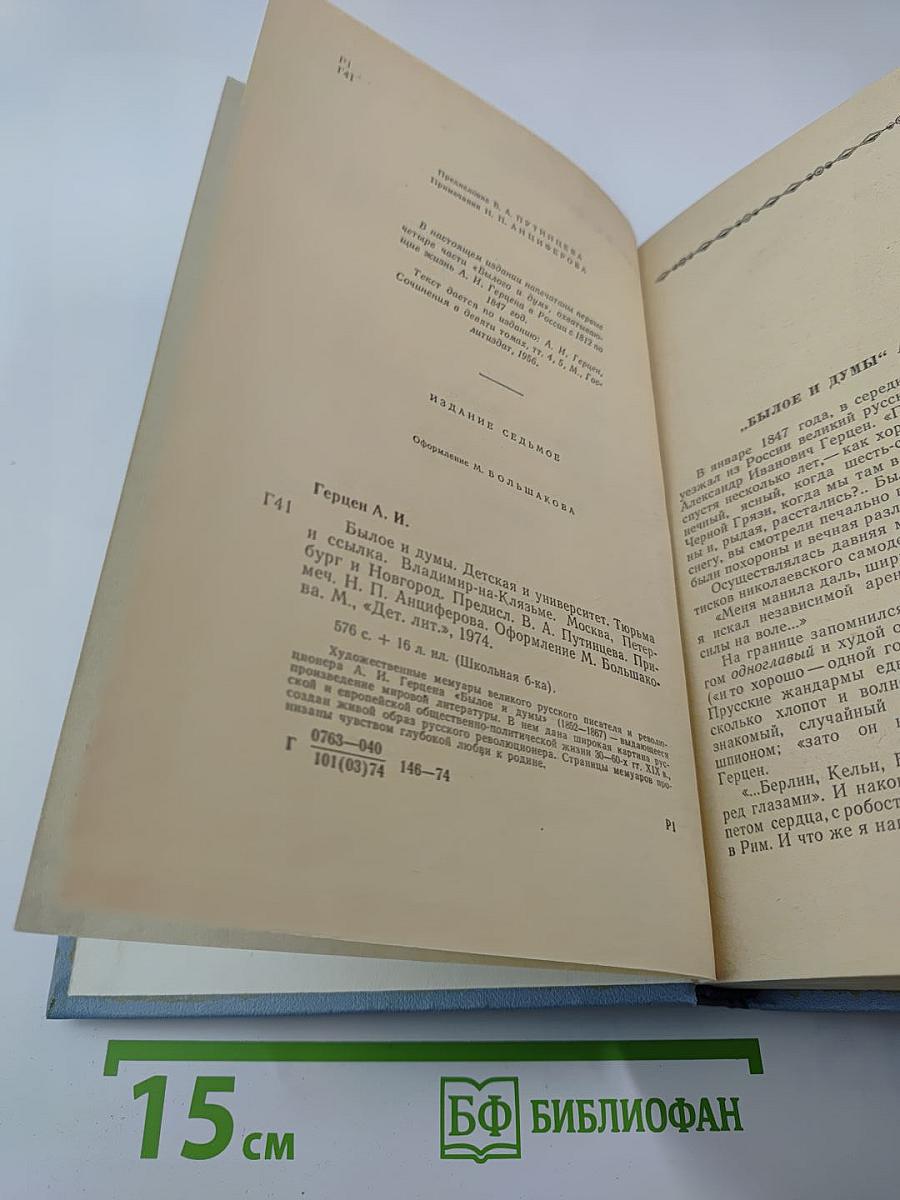 Р1
Г41
Предисловие В. А. ПУТИНЦЕВА
Примечания Н. П. АНЦИФЕРОВА
В настоящем издании напечатаны первые
четыре части «Былого и дум», охватываю-
щие жизнь А. И. Герцена в России с 1812 по
1847 год.
Текст дается по изданию: А. И. Герцен,
Сочинения в девяти томах, тт. 4, 5, М., Гос-
литиздат, 1956.
ИЗДАНИЕ СЕДЬМОЕ
Оформление М. БОЛЬШАКОВА
Герцен А. И.
Г41
Былое и думы. Детская и университет. Тюрьма
и ссылка. Владимир-на-Клязьме. Москва, Петер-
бург и Новгород. Предисл. В. А. Путинцева. При-
меч. Н. П. Анциферова. Оформление М. Большако-
ва. М., «Дет. лит.», 1974.
576 с. + 16 л. ил. (Школьная б-ка).
Художественные мемуары великого русского писателя и револю-
ционера А. И. Герцена «Былое и думы» (1852—1867) — выдающееся
произведение мировой литературы. В нем дана широкая картина рус-
ской и европейской общественно-политической жизни 30—60-х гг. XIX в.,
создан живой образ русского революционера. Страницы мемуаров про-
низаны чувством глубокой любви к родине.
Г 0763—040
101(03)74 146—74
Р1
„БЫЛОЕ И ДУМЫ“
В январе 1847 года, в середи
уезжал из России великий русск
Александр Иванович Герцен. «П
спустя несколько лет,— как хор
нечный, ясный, когда шесть-с
Черной Грязи, когда мы там в
ны и, рыдая, расстались?.. Бы
снегу, вы смотрели печально
были похороны и вечная разл
Осуществлялась давняя м
тисков николаевского самоде
«Меня манила даль, шир
я искал независимой арен
силы на воле...»
На границе запомнился
гом одноглавый и худой о
(«и то хорошо — одной го
Прусские жандармы едв
сколько хлопот и волн
знакомый, случайный
шпионом; «зато он н
Герцен.
«...Берлин, Кельн, Б
ред глазами». И нако
петом сердца, с робост
в Рим. И что же я на
15 см
БФ БИБЛИОФАН